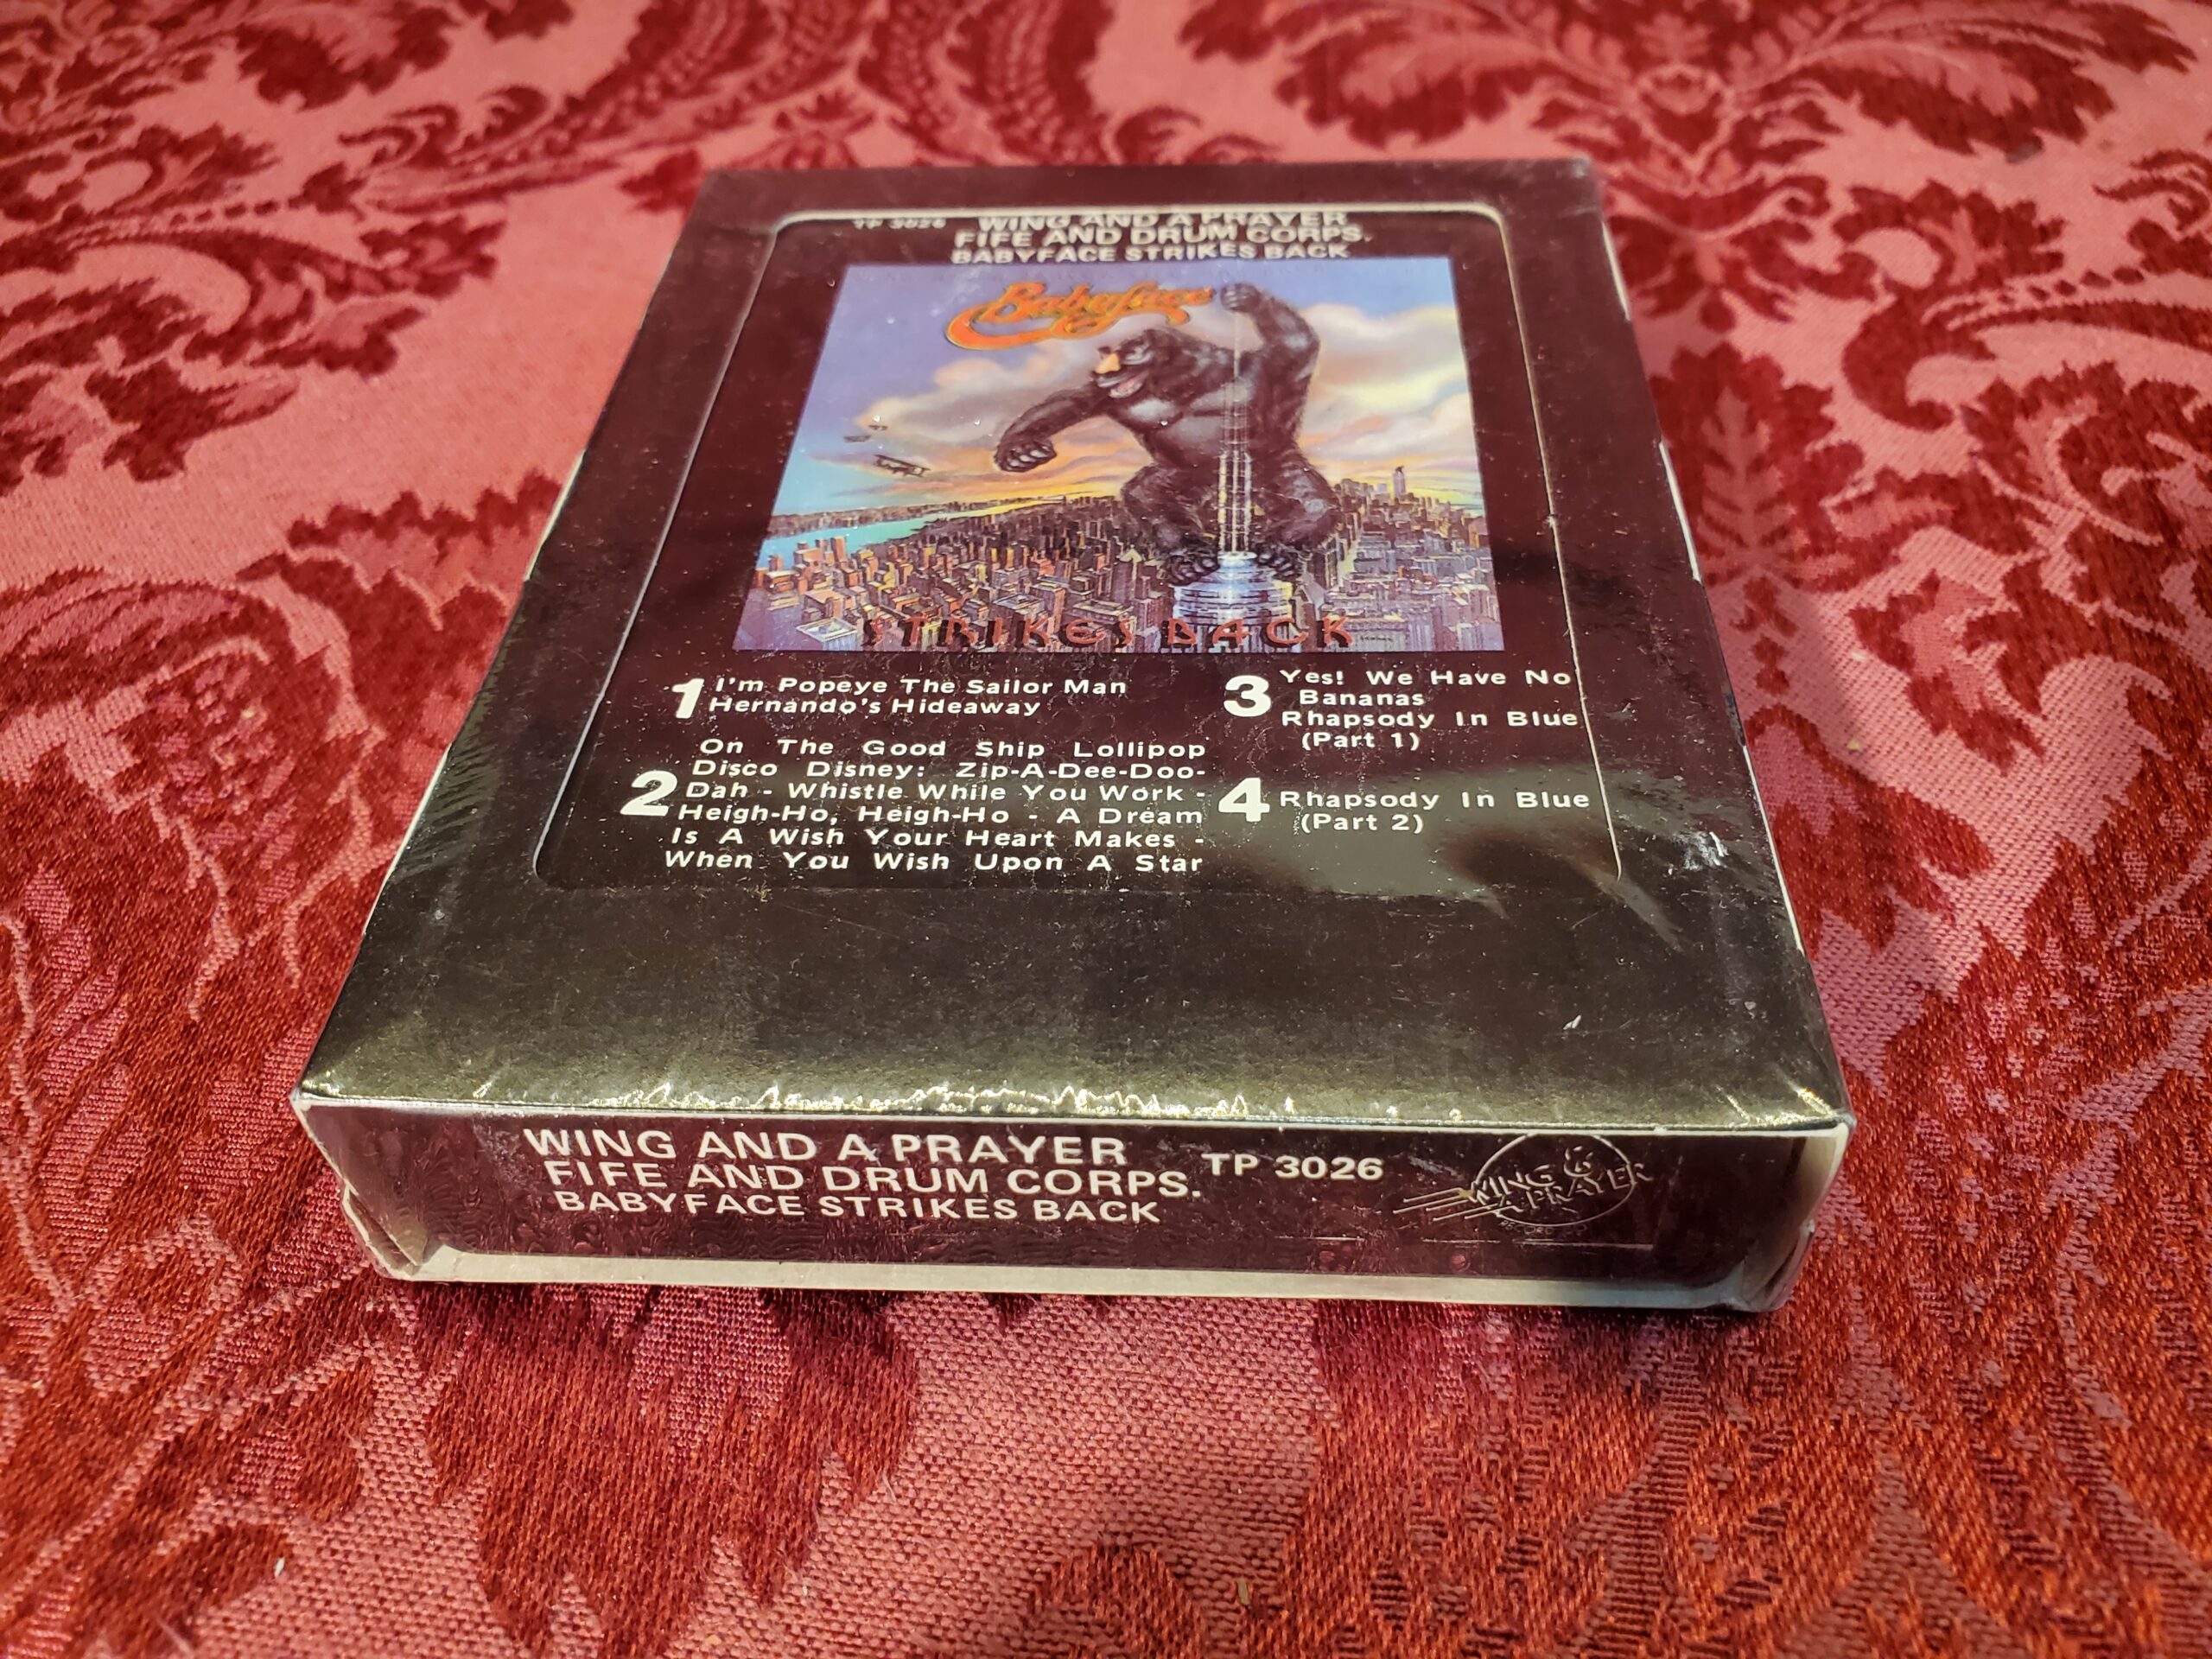 TP 3026
WING AND A PRAYER
FIFE AND DRUM CORPS.
BABYFACE STRIKES BACK
Babyface
STRIKES BACK
1
I'm Popeye The Sailor Man
Hernando's Hideaway
2
On The Good Ship Lollipop
Disco Disney: Zip-A-Dee-Doo-
Dah - Whistle While You Work -
Heigh-Ho, Heigh-Ho - A Dream
Is A Wish Your Heart Makes -
When You Wish Upon A Star
3
Yes! We Have No
Bananas
Rhapsody In Blue
(Part 1)
4
Rhapsody In Blue
(Part 2)
WING AND A PRAYER
FIFE AND DRUM CORPS.
BABYFACE STRIKES BACK
TP 3026
WING &
A PRAYER